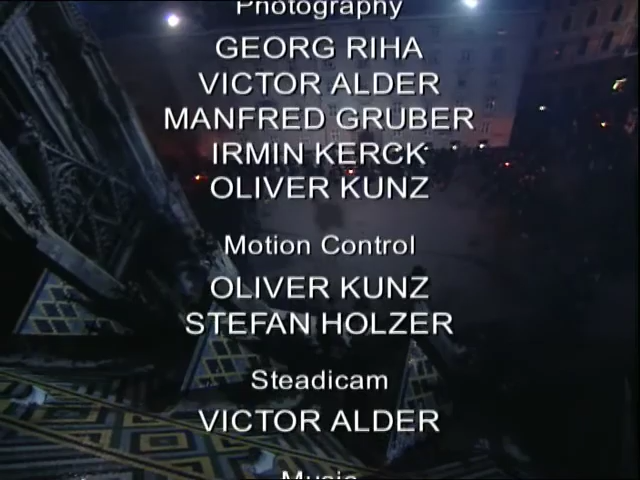 Photography
GEORG RIHA
VICTOR ALDER
MANFRED GRUBER
IRMIN KERCK
OLIVER KUNZ
Motion Control
OLIVER KUNZ
STEFAN HOLZER
Steadicam
VICTOR ALDER
Music